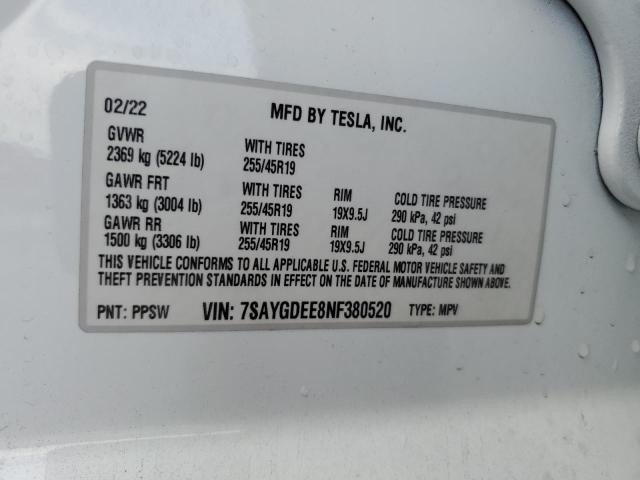 02/22 MFD BY TESLA, INC.
GVWR WITH TIRES
2369 kg (5224 lb) 255/45R19
GAWR FRT WITH TIRES RIM COLD TIRE PRESSURE
1363 kg (3004 lb) 255/45R19 19X9.5J 290 kPa, 42 psi
GAWR RR WITH TIRES RIM COLD TIRE PRESSURE
1500 kg (3306 lb) 255/45R19 19X9.5J 290 kPa, 42 psi
THIS VEHICLE CONFORMS TO ALL APPLICABLE U.S. FEDERAL MOTOR VEHICLE SAFETY AND
THEFT PREVENTION STANDARDS IN EFFECT ON THE DATE OF MANUFACTURE SHOWN ABOVE.
PNT: PPSW VIN: 7SAYGDEE8NF380520 TYPE: MPV